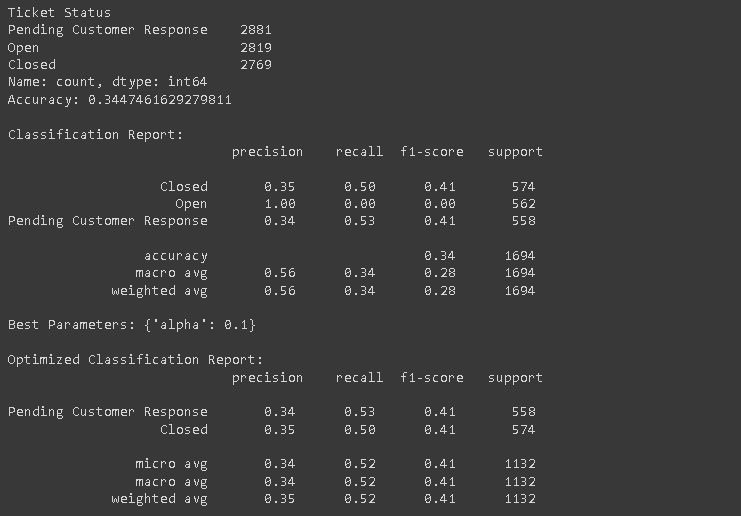 Ticket Status
Pending Customer Response    2881
Open                         2819
Closed                       2769
Name: count, dtype: int64
Accuracy: 0.3447461629279811

Classification Report:
                           precision    recall  f1-score   support

                   Closed       0.35      0.50      0.41       574
                     Open       1.00      0.00      0.00       562
Pending Customer Response       0.34      0.53      0.41       558

                 accuracy                           0.34      1694
                macro avg       0.56      0.34      0.28      1694
             weighted avg       0.56      0.34      0.28      1694

Best Parameters: {'alpha': 0.1}

Optimized Classification Report:
                           precision    recall  f1-score   support

Pending Customer Response       0.34      0.53      0.41       558
                   Closed       0.35      0.50      0.41       574

                micro avg       0.34      0.52      0.41      1132
                macro avg       0.34      0.52      0.41      1132
             weighted avg       0.35      0.52      0.41      1132